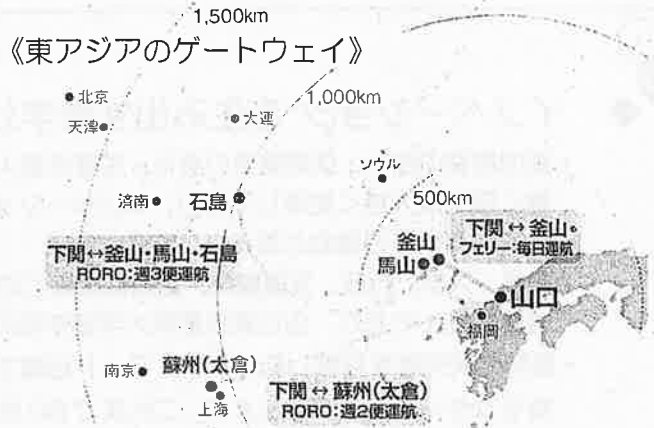 1,500km
《東アジアのゲートウェイ》
北京
天津
大連
1,000km
ソウル
済南
石島
500km
下関↔釜山・馬山・石島
RORO:週3便運航
釜山
馬山
下関↔釜山・
フェリー:毎日運航
山口
福岡
南京
蘇州(太倉)
上海
下関↔蘇州(太倉)
RORO:週2便運航